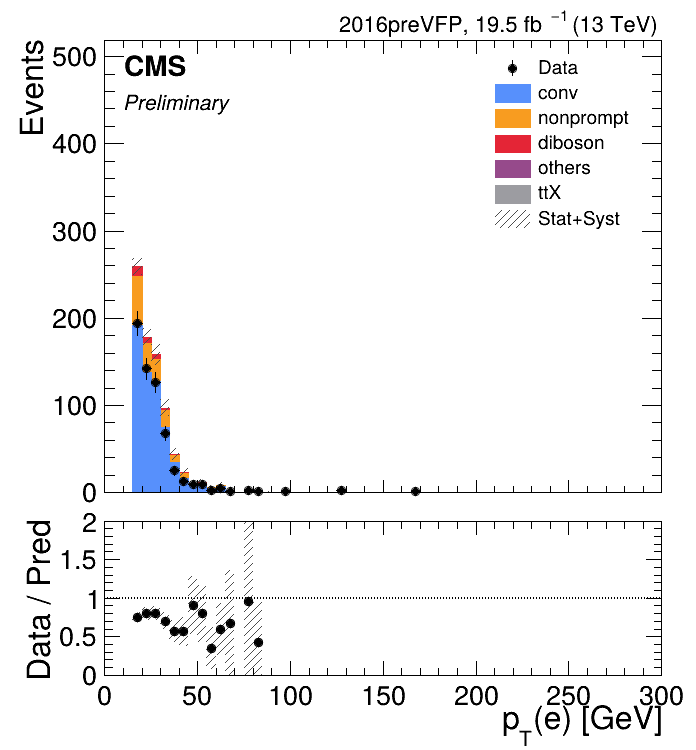 2016preVFP, 19.5 fb⁻¹ (13 TeV)
Events
500
400
300
200
100
0
CMS
Preliminary
Data
conv
nonprompt
diboson
others
ttX
Stat+Syst
Data / Pred
2
1.5
1
0.5
0
0 50 100 150 200 250 300
p_T(e) [GeV]